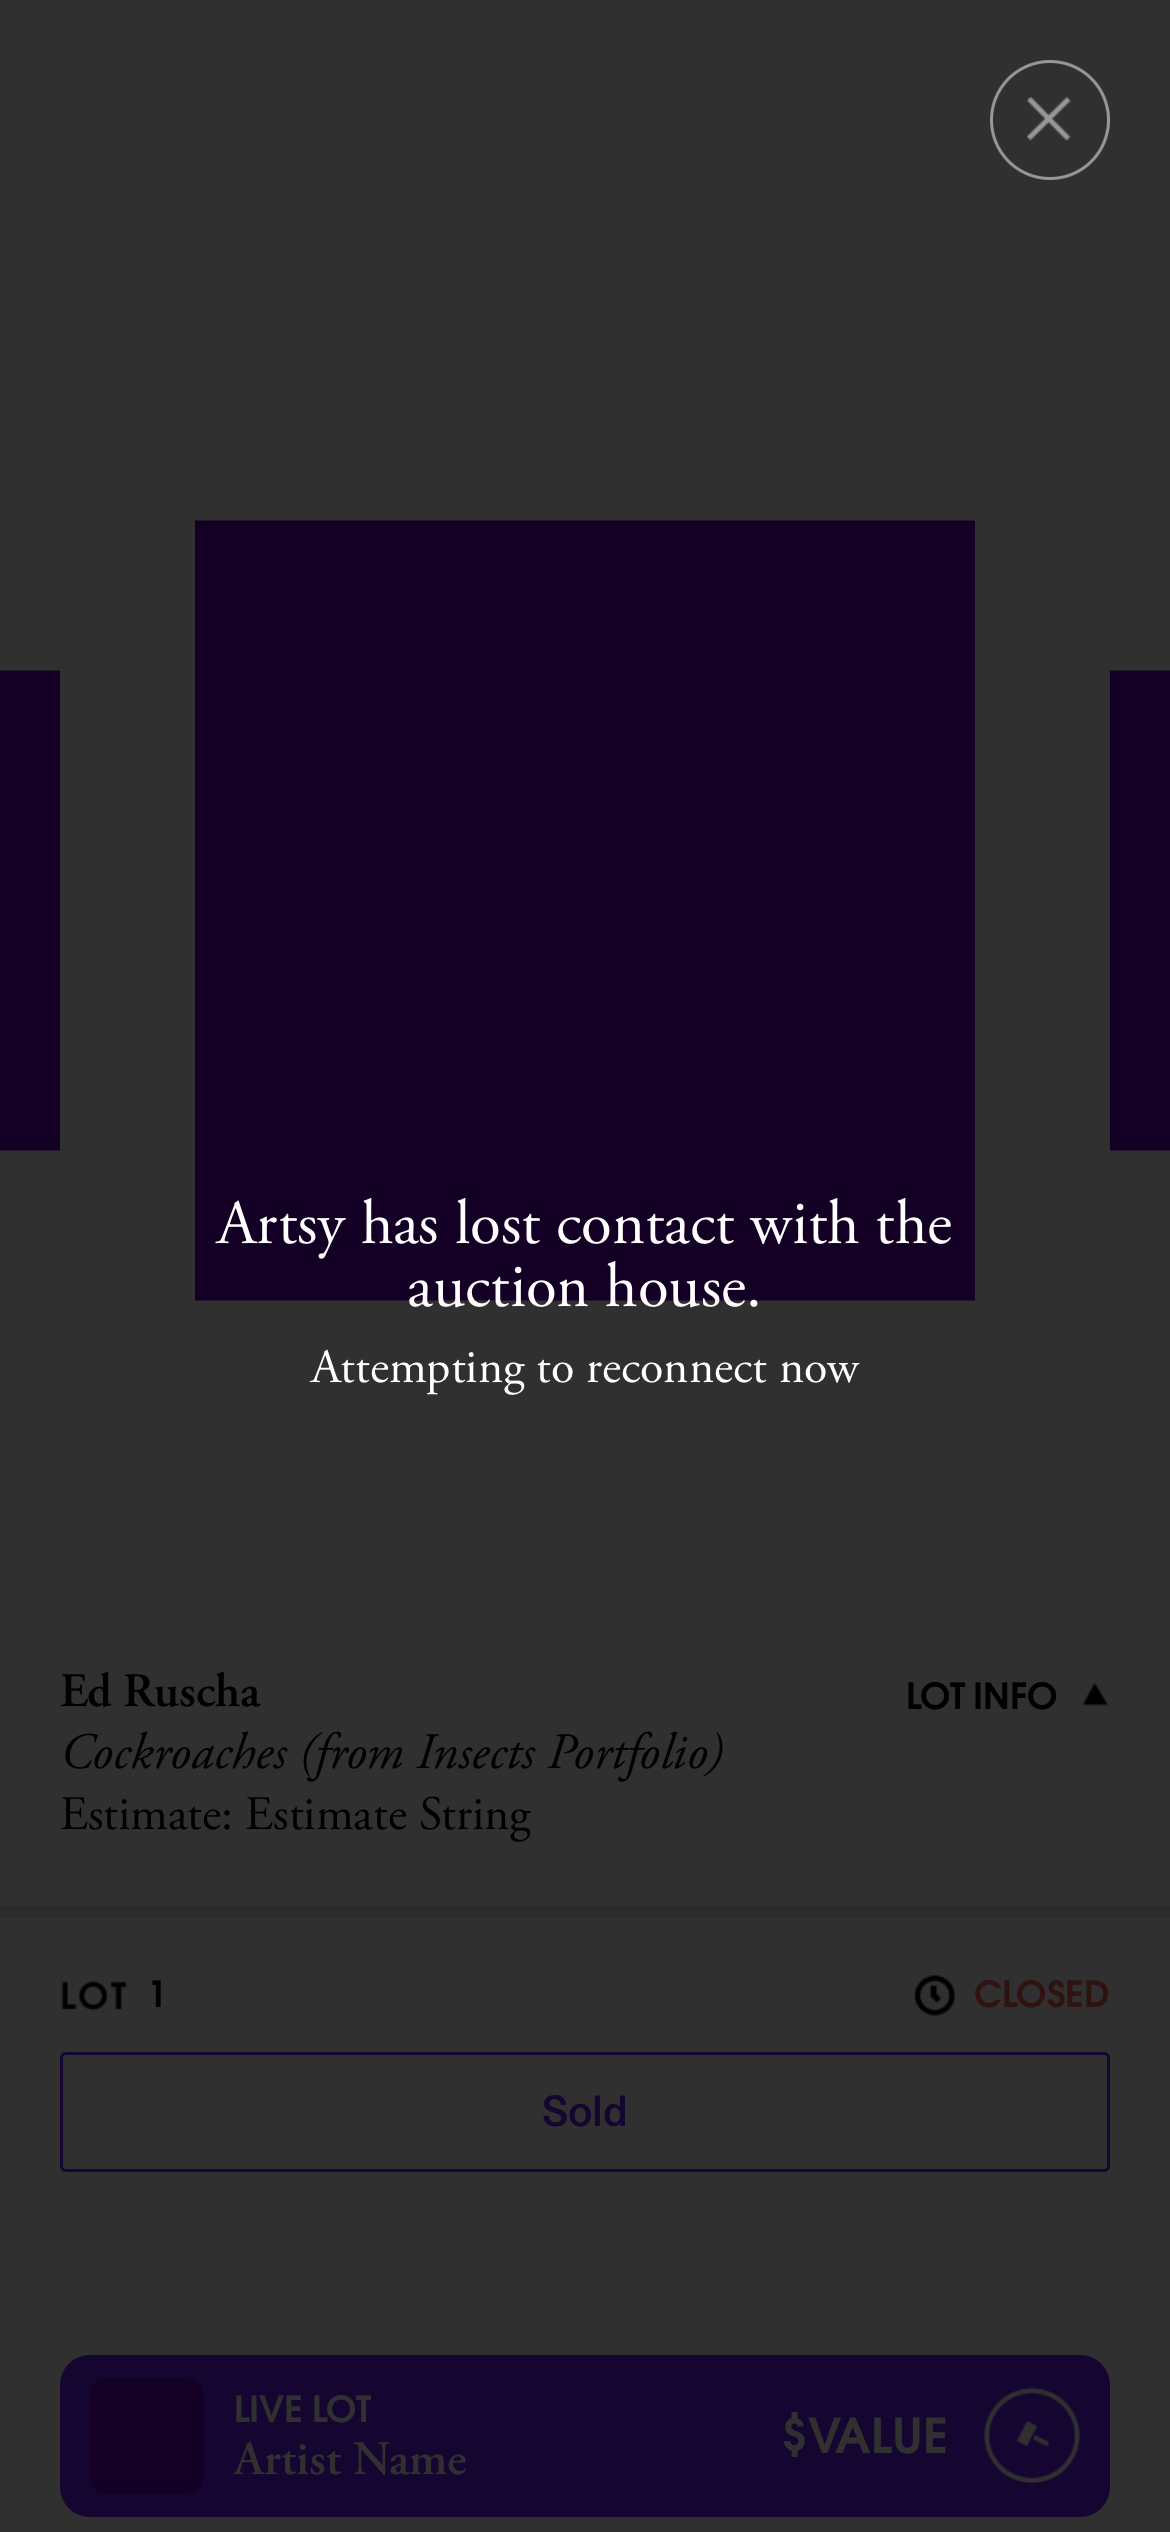 Artsy has lost contact with the
auction house.
Attempting to reconnect now
Ed Ruscha
LOT INFO ▲
Cockroaches (from Insects Portfolio)
Estimate: Estimate String
LOT 1
CLOSED
Sold
LIVE LOT
Artist Name
$VALUE